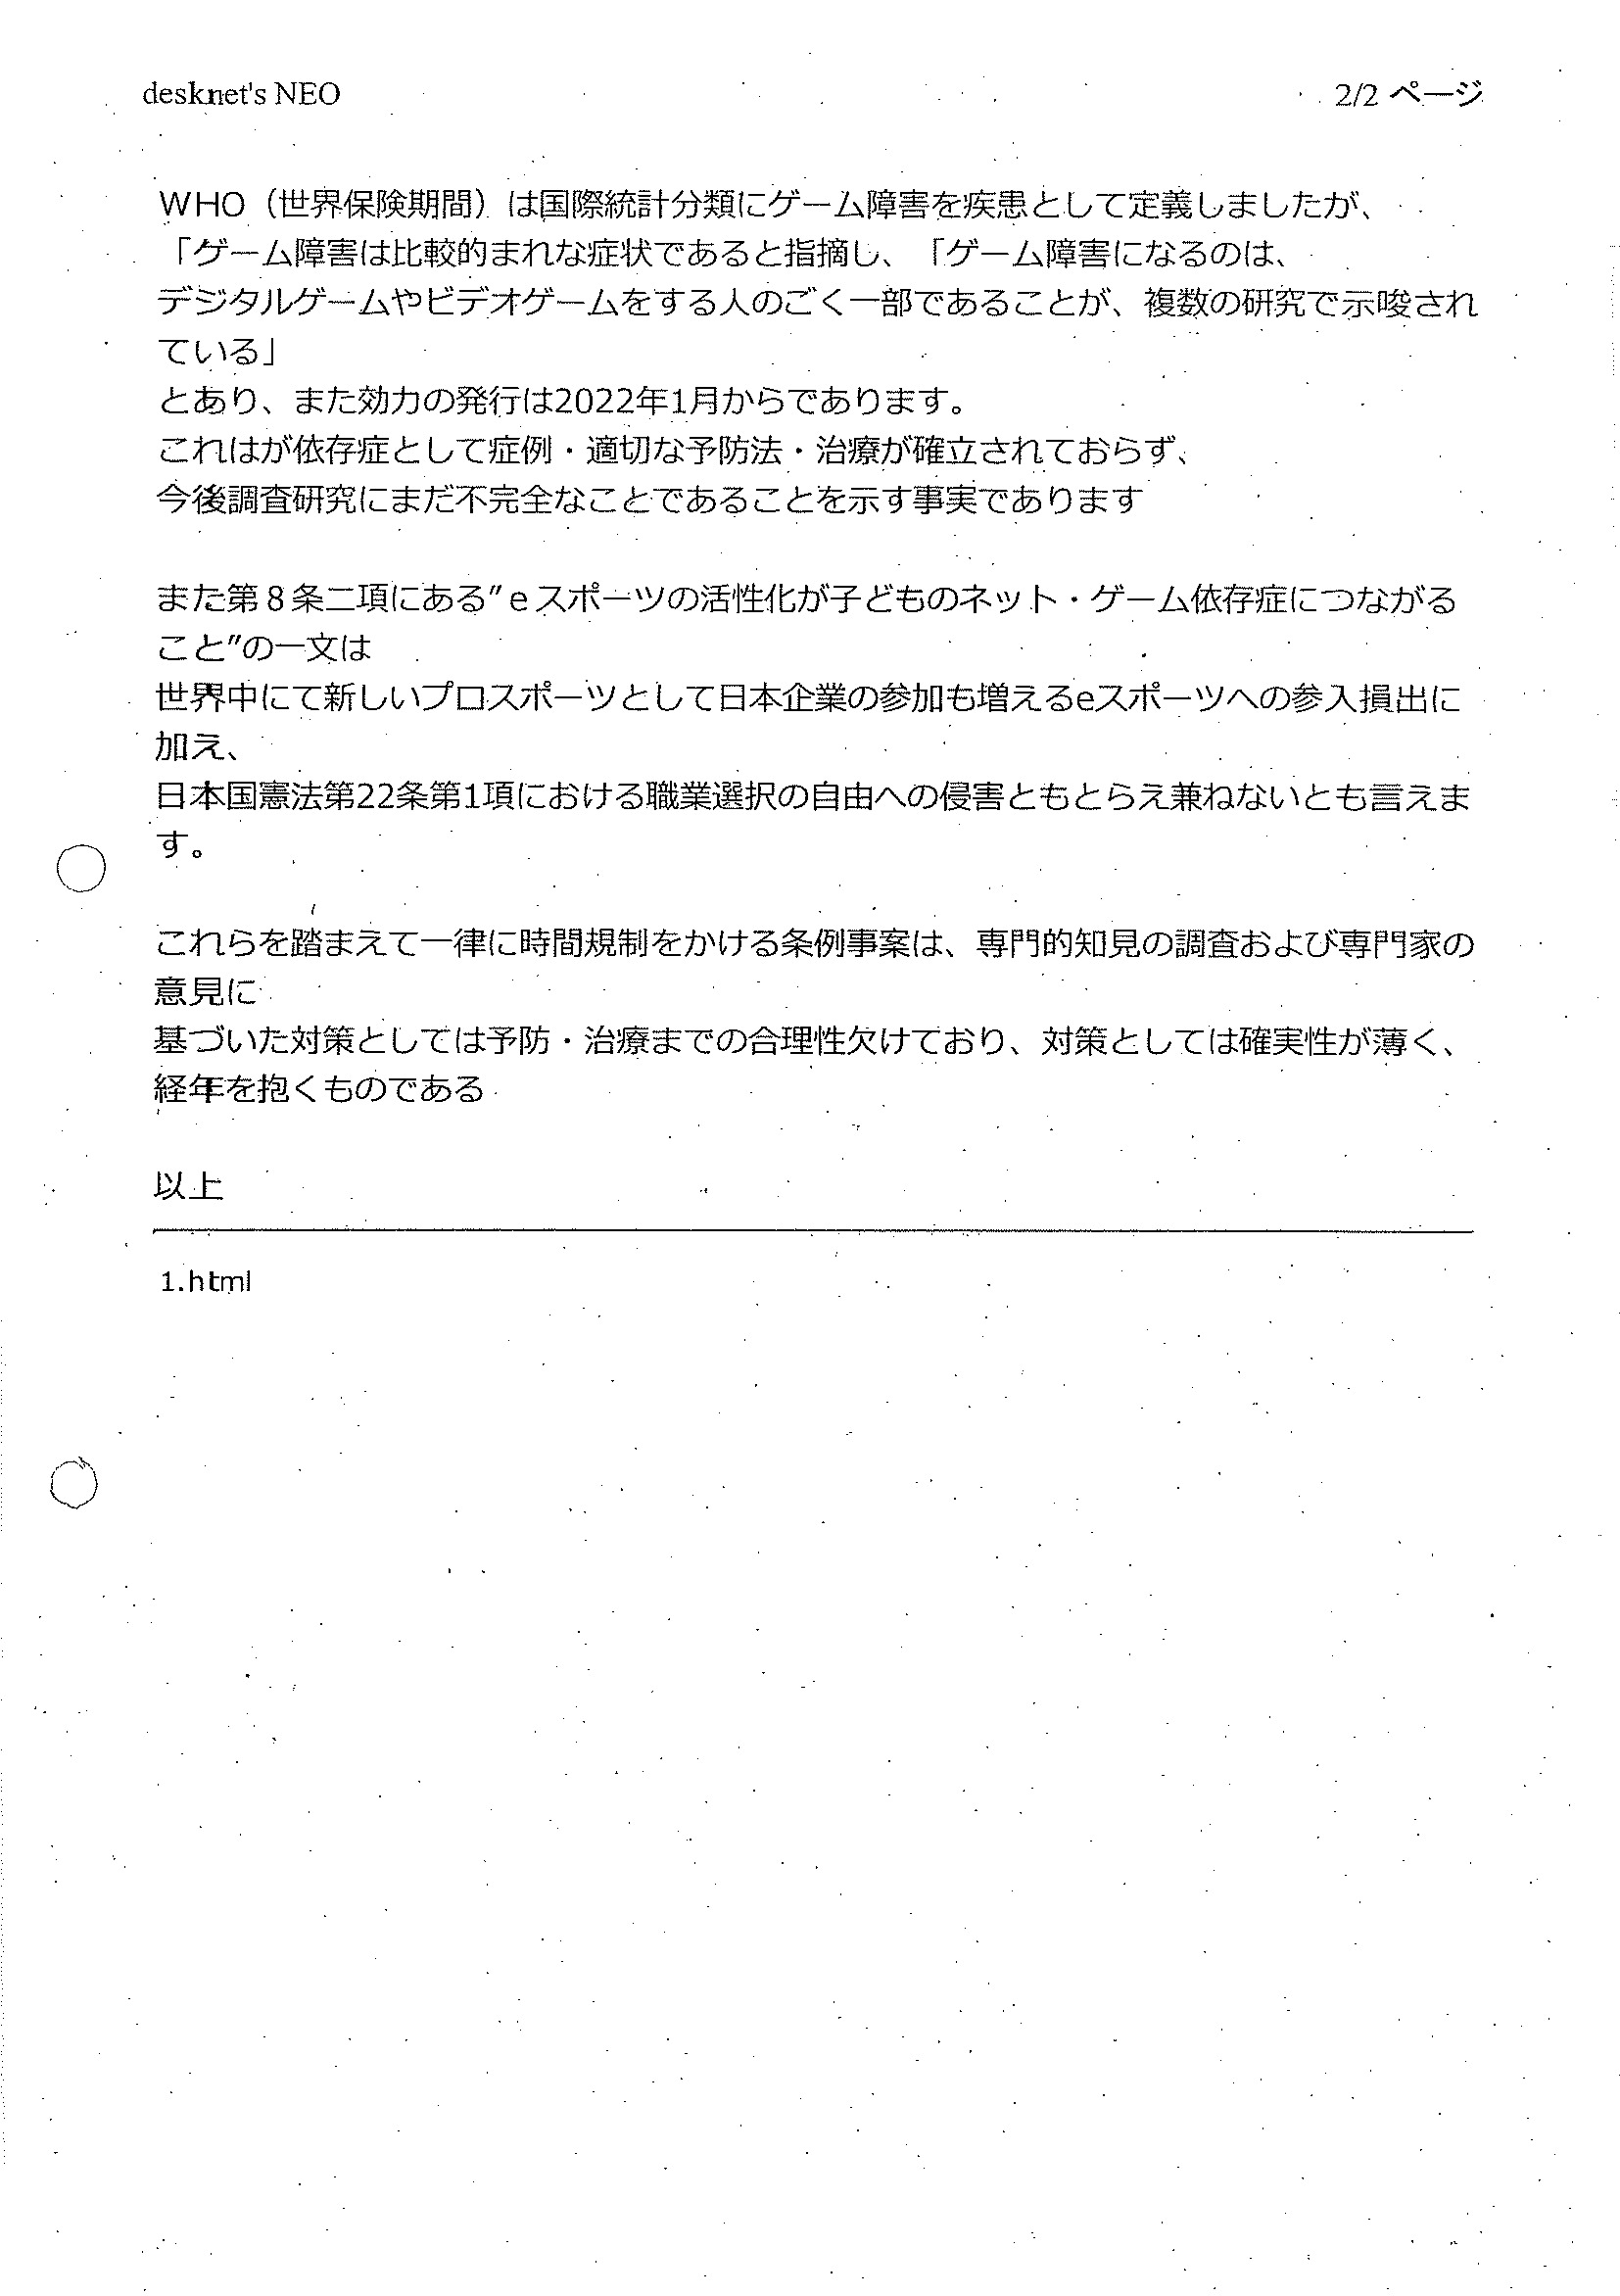 desknet's NEO
2/2 ページ
WHO（世界保険期間）は国際統計分類にゲーム障害を疾患として定義しましたが、
「ゲーム障害は比較的まれな症状であると指摘し、「ゲーム障害になるのは、
デジタルゲームやビデオゲームをする人のごく一部であることが、複数の研究で示唆され
ている」
とあり、また効力の発行は2022年1月からであります。
これはが依存症として症例・適切な予防法・治療が確立されておらず、
今後調査研究にまだ不完全なことであることを示す事実であります
また第８条二項にある”ｅスポーツの活性化が子どものネット・ゲーム依存症につながる
こと”の一文は
世界中にて新しいプロスポーツとして日本企業の参加も増えるeスポーツへの参入損出に
加え、
日本国憲法第22条第1項における職業選択の自由への侵害ともとらえ兼ねないとも言えま
す。
これらを踏まえて一律に時間規制をかける条例事案は、専門的知見の調査および専門家の
意見に
基づいた対策としては予防・治療までの合理性欠けており、対策としては確実性が薄く、
経年を抱くものである
以上
1.html